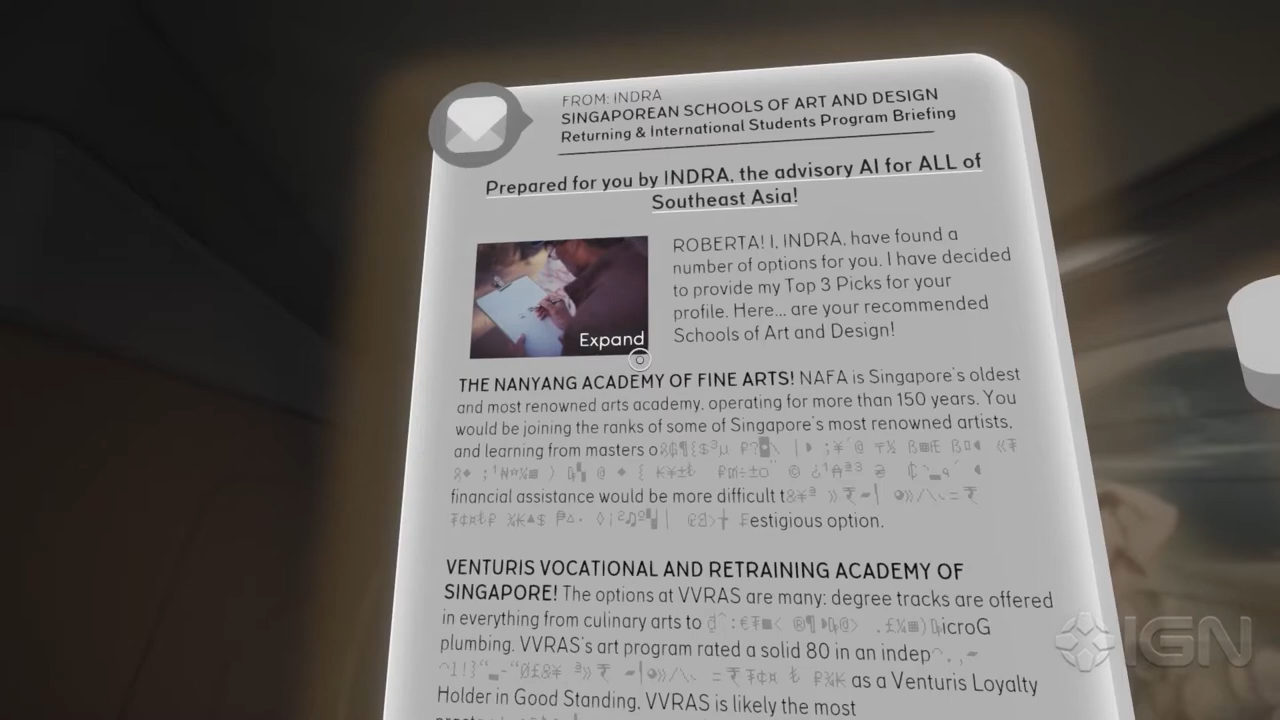 FROM: INDRA
SINGAPOREAN SCHOOLS OF ART AND DESIGN
Returning & International Students Program Briefing
Prepared for you by INDRA, the advisory AI for ALL of
Southeast Asia!
Expand
ROBERTA! I, INDRA, have found a
number of options for you. I have decided
to provide my Top 3 Picks for your
profile. Here... are your recommended
Schools of Art and Design!
THE NANYANG ACADEMY OF FINE ARTS! NAFA is Singapore's oldest
and most renowned arts academy, operating for more than 150 years. You
would be joining the ranks of some of Singapore's most renowned artists,
and learning from masters o
financial assistance would be more difficult t
estigious option.
VENTURIS VOCATIONAL AND RETRAINING ACADEMY OF
SINGAPORE! The options at VVRAS are many: degree tracks are offered
in everything from culinary arts to icroG
plumbing. VVRAS's art program rated a solid 80 in an indep
as a Venturis Loyalty
Holder in Good Standing, VVRAS is likely the most
IGN